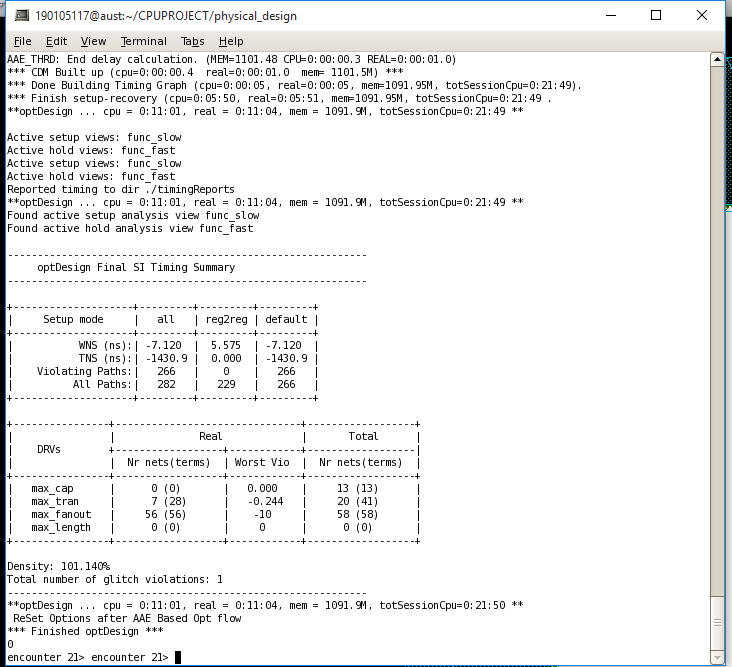 190105117@aust:~/CPUPROJECT/physical_design
File Edit View Terminal Tabs Help
AAE_THRD: End delay calculation. (MEM=1101.48 CPU=0:00:00.3 REAL=0:00:01.0)
*** CDM Built up (cpu=0:00:00.4  real=0:00:01.0  mem= 1101.5M) ***
*** Done Building Timing Graph (cpu=0:00:05, real=0:00:05, mem=1091.95M, totSessionCpu=0:21:49).
*** Finish setup-recovery (cpu=0:05:50, real=0:05:51, mem=1091.95M, totSessionCpu=0:21:49 .
**optDesign ... cpu = 0:11:01, real = 0:11:04, mem = 1091.9M, totSessionCpu=0:21:49 **
Active setup views: func_slow
Active hold views: func_fast
Active setup views: func_slow
Active hold views: func_fast
Reported timing to dir ./timingReports
**optDesign ... cpu = 0:11:01, real = 0:11:04, mem = 1091.9M, totSessionCpu=0:21:49 **
Found active setup analysis view func_slow
Found active hold analysis view func_fast
------------------------------------------------------------
     optDesign Final SI Timing Summary
------------------------------------------------------------
+--------------------+---------+---------+---------+
|     Setup mode     |   all   | reg2reg | default |
+--------------------+---------+---------+---------+
|           WNS (ns):| -7.120  |  5.575  | -7.120  |
|           TNS (ns):| -1430.9 |  0.000  | -1430.9 |
|    Violating Paths:|   266   |    0    |   266   |
|          All Paths:|   282   |   229   |   266   |
+--------------------+---------+---------+---------+
+----------------+-------------------------------+------------------+
|                |              Real             |       Total      |
|    DRVs        +------------------+------------+------------------|
|                |  Nr nets(terms)  | Worst Vio  |  Nr nets(terms)  |
+----------------+------------------+------------+------------------+
|   max_cap      |      0 (0)       |   0.000    |     13 (13)      |
|   max_tran     |      7 (28)      |   -0.244   |     20 (41)      |
|   max_fanout   |     56 (56)      |    -10     |     58 (58)      |
|   max_length   |      0 (0)       |     0      |      0 (0)       |
+----------------+------------------+------------+------------------+
Density: 101.140%
Total number of glitch violations: 1
------------------------------------------------------------
**optDesign ... cpu = 0:11:01, real = 0:11:04, mem = 1091.9M, totSessionCpu=0:21:50 **
 ReSet Options after AAE Based Opt flow
*** Finished optDesign ***
0
encounter 21> encounter 21>